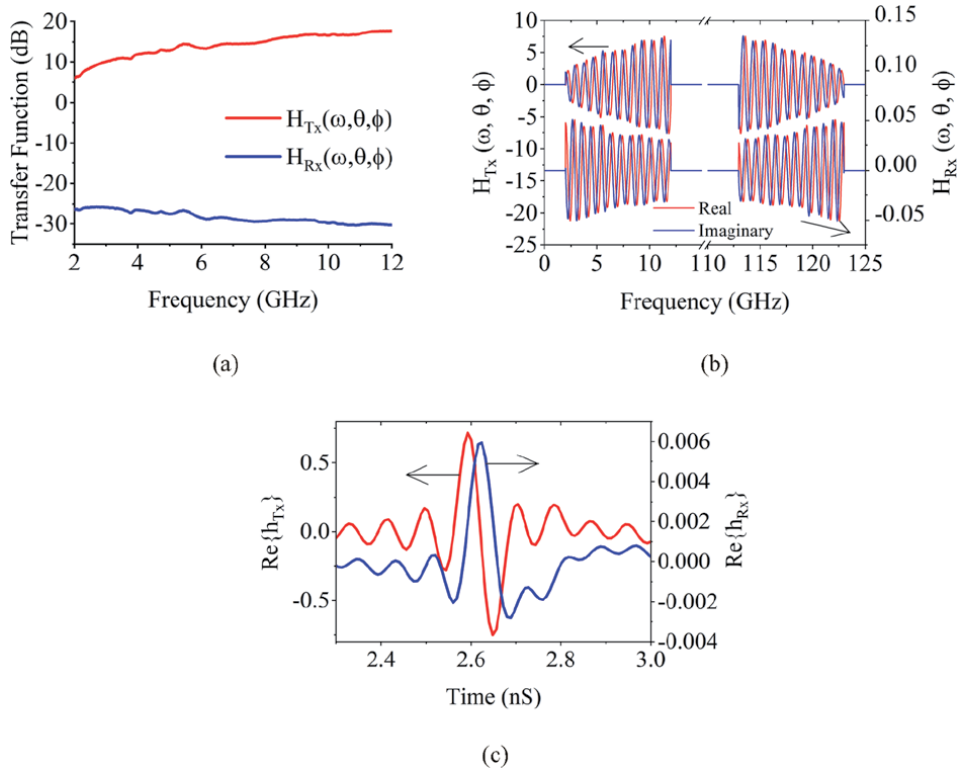 20
10
0
-10
-20
-30
Transfer Function (dB)
H_Tx(ω,θ,ϕ)
H_Rx(ω,θ,ϕ)
2 4 6 8 10 12
Frequency (GHz)
(a)
10
5
0
-5
-10
-15
-20
-25
H_Tx (ω, θ, ϕ)
0.15
0.10
0.05
0.00
-0.05
H_Rx (ω, θ, ϕ)
Real
Imaginary
0 5 10 110 115 120 125
Frequency (GHz)
(b)
0.5
0.0
-0.5
Re{h_Tx}
0.006
0.004
0.002
0.000
-0.002
-0.004
Re{h_Rx}
2.4 2.6 2.8 3.0
Time (nS)
(c)